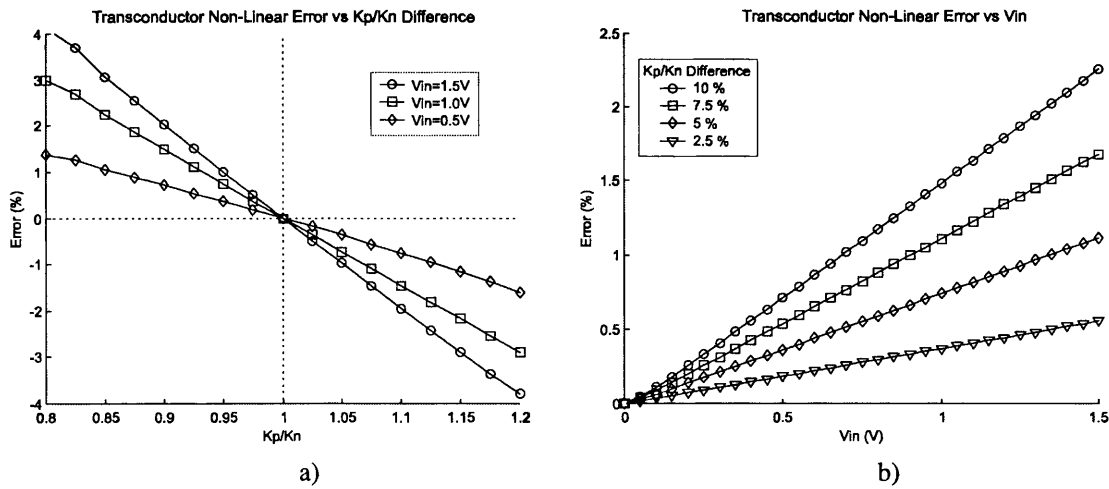 Transconductor Non-Linear Error vs Kp/Kn Difference
4
3
2
1
0
-1
-2
-3
-4
Error (%)
Vin=1.5V
Vin=1.0V
Vin=0.5V
0.8
0.85
0.9
0.95
1
1.05
1.1
1.15
1.2
Kp/Kn
a)
Transconductor Non-Linear Error vs Vin
2.5
2
1.5
1
0.5
0
Error (%)
Kp/Kn Difference
10 %
7.5 %
5 %
2.5 %
0
0.5
1
1.5
Vin (V)
b)